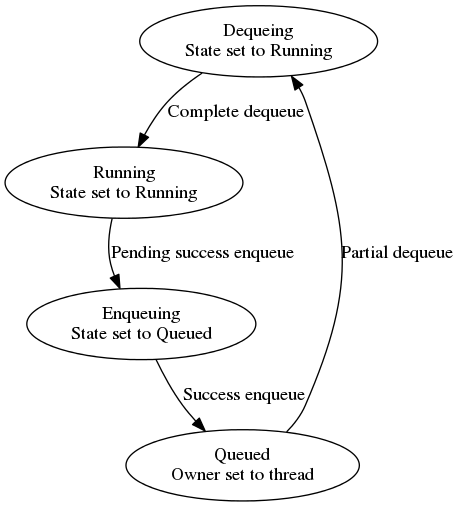 Dequeing
State set to Running
Complete dequeue
Running
State set to Running
Pending success enqueue
Partial dequeue
Enqueuing
State set to Queued
Success enqueue
Queued
Owner set to thread